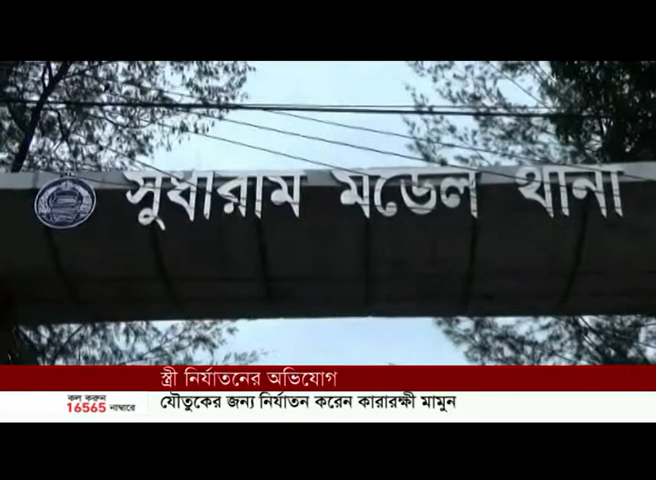 সুধারাম মডেল থানা
স্ত্রী নির্যাতনের অভিযোগ
কল করুন
16565 নাম্বারে
যৌতুকের জন্য নির্যাতন করেন কারারক্ষী মামুন